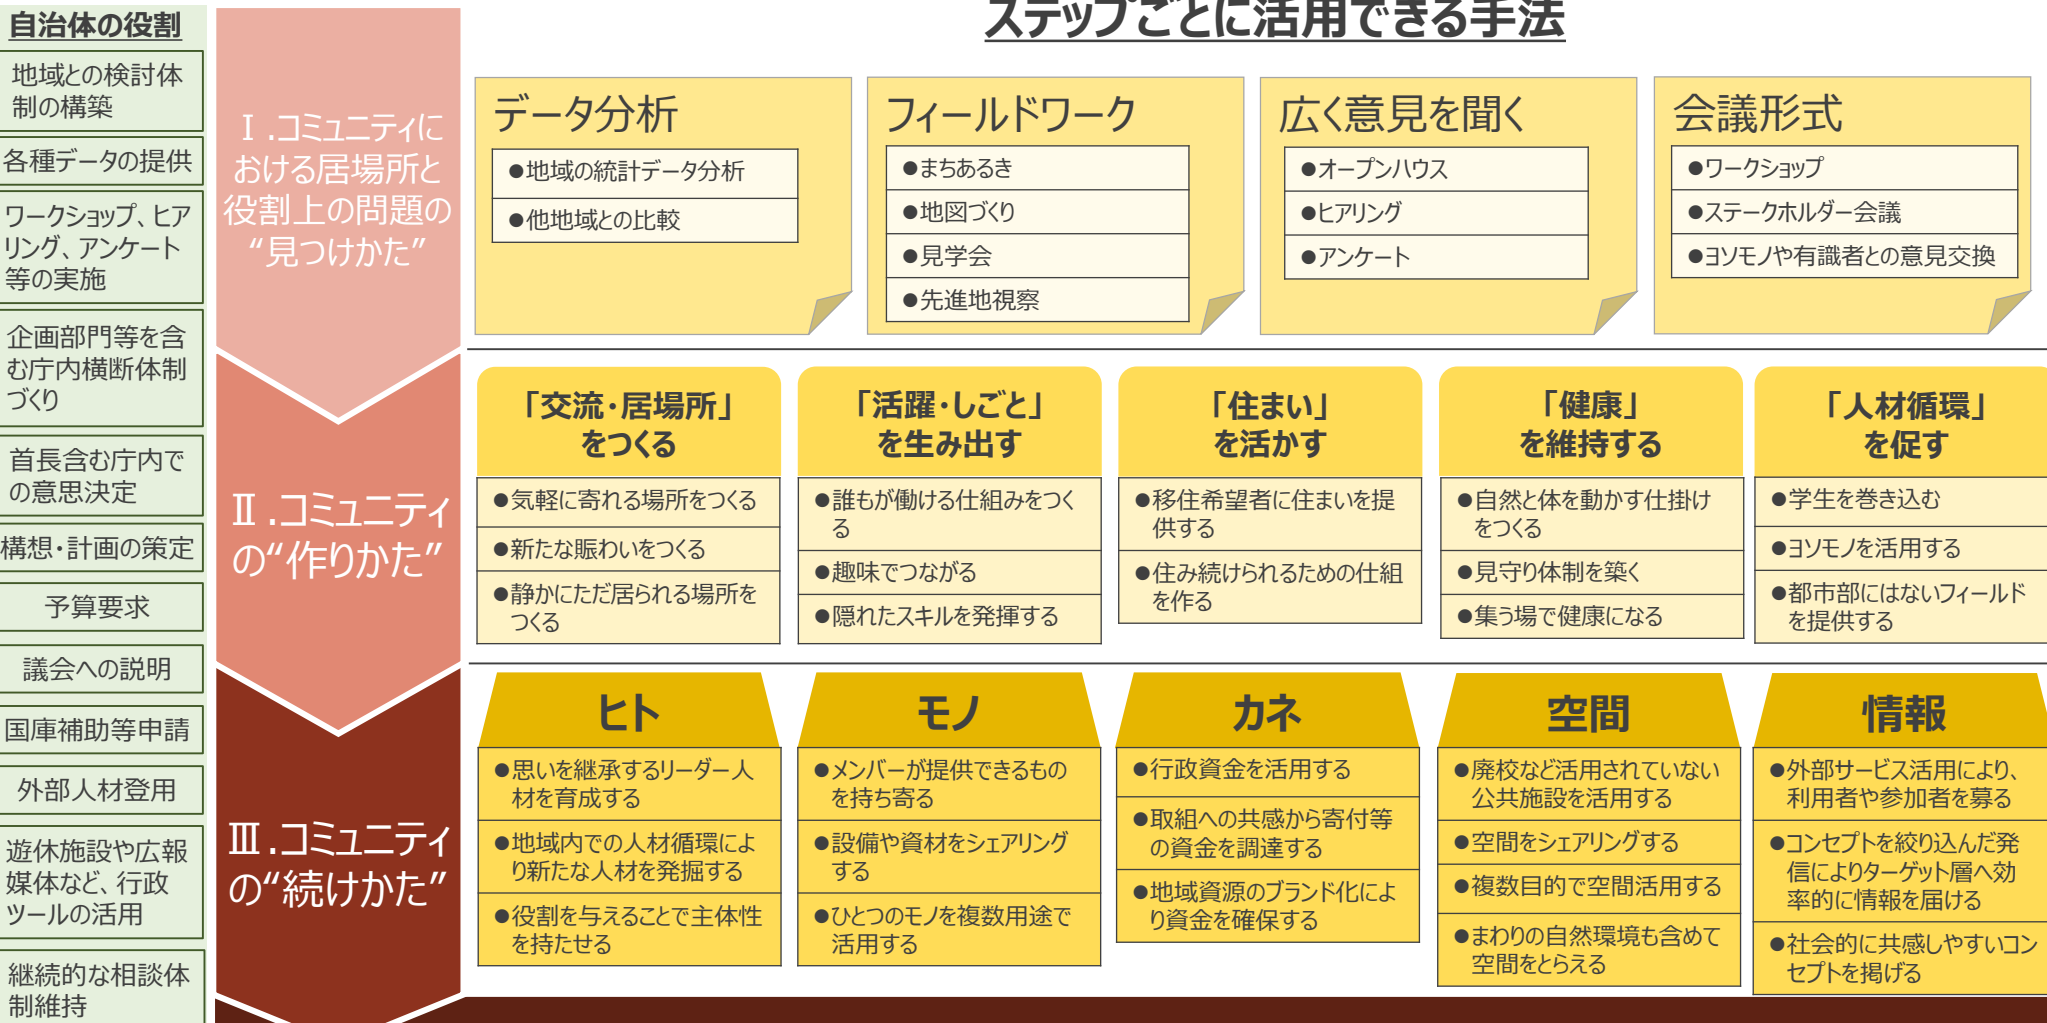 自治体の役割
地域との検討体
制の構築
各種データの提供
ワークショップ、ヒア
リング、アンケート
等の実施
企画部門等を含
む庁内横断体制
づくり
首長含む庁内で
の意思決定
構想・計画の策定
予算要求
議会への説明
国庫補助等申請
外部人材登用
遊休施設や広報
媒体など、行政
ツールの活用
継続的な相談体
制維持
ステップごとに活用できる手法
Ⅰ.コミュニティに
おける居場所と
役割上の問題の
“見つけかた”
データ分析
●地域の統計データ分析
●他地域との比較
フィールドワーク
●まちあるき
●地図づくり
●見学会
●先進地視察
広く意見を聞く
●オープンハウス
●ヒアリング
●アンケート
会議形式
●ワークショップ
●ステークホルダー会議
●ヨソモノや有識者との意見交換
Ⅱ.コミュニティ
の“作りかた”
「交流・居場所」
をつくる
●気軽に寄れる場所をつくる
●新たな賑わいをつくる
●静かにただ居られる場所を
つくる
「活躍・しごと」
を生み出す
●誰もが働ける仕組みをつく
る
●趣味でつながる
●隠れたスキルを発揮する
「住まい」
を活かす
●移住希望者に住まいを提
供する
●住み続けられるための仕組
を作る
「健康」
を維持する
●自然と体を動かす仕掛け
をつくる
●見守り体制を築く
●集う場で健康になる
「人材循環」
を促す
●学生を巻き込む
●ヨソモノを活用する
●都市部にはないフィールド
を提供する
Ⅲ.コミュニティ
の“続けかた”
ヒト
●思いを継承するリーダー人
材を育成する
●地域内での人材循環によ
り新たな人材を発掘する
●役割を与えることで主体性
を持たせる
モノ
●メンバーが提供できるもの
を持ち寄る
●設備や資材をシェアリング
する
●ひとつのモノを複数用途で
活用する
カネ
●行政資金を活用する
●取組への共感から寄付等
の資金を調達する
●地域資源のブランド化によ
り資金を確保する
空間
●廃校など活用されていない
公共施設を活用する
●空間をシェアリングする
●複数目的で空間活用する
●まわりの自然環境も含めて
空間をとらえる
情報
●外部サービス活用により、
利用者や参加者を募る
●コンセプトを絞り込んだ発
信によりターゲット層へ効
率的に情報を届ける
●社会的に共感しやすいコン
セプトを掲げる